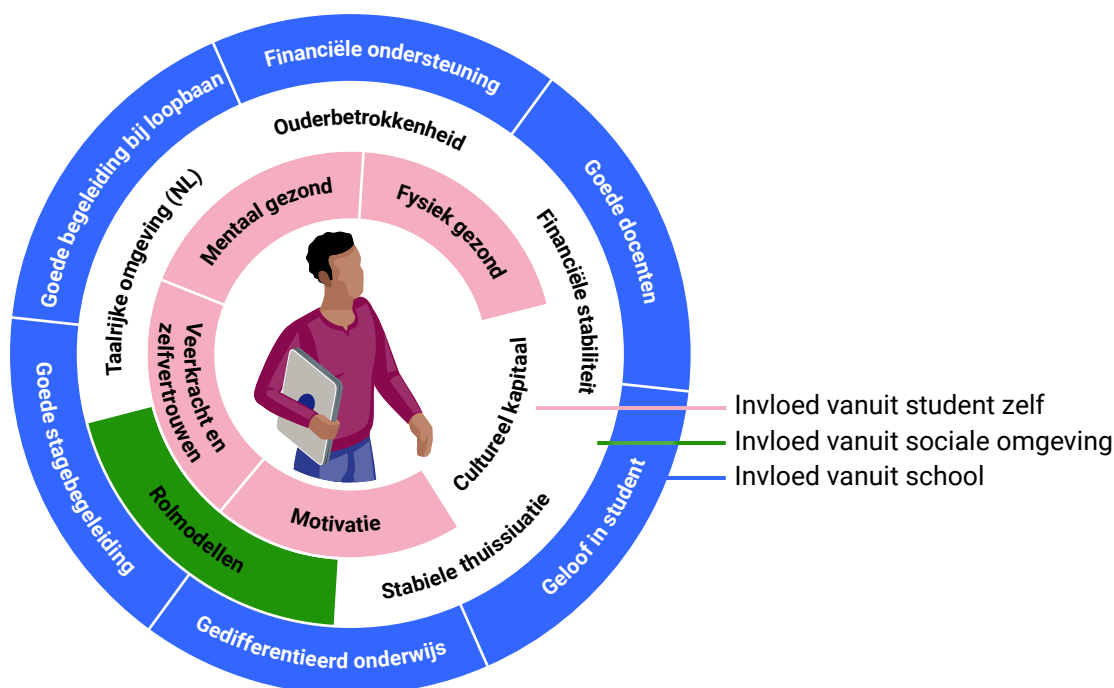 Financiële ondersteuning
Goede docenten
Geloof in student
Gedifferentieerd onderwijs
Goede stagebegeleiding
Goede begeleiding bij loopbaan
Ouderbetrokkenheid
Financiële stabiliteit
Stabiele thuissiuatie
Rolmodellen
Taalrijke omgeving (NL)
Mentaal gezond
Fysiek gezond
Cultureel kapitaal
Motivatie
Veerkracht en
zelfvertrouwen
Invloed vanuit student zelf
Invloed vanuit sociale omgeving
Invloed vanuit school